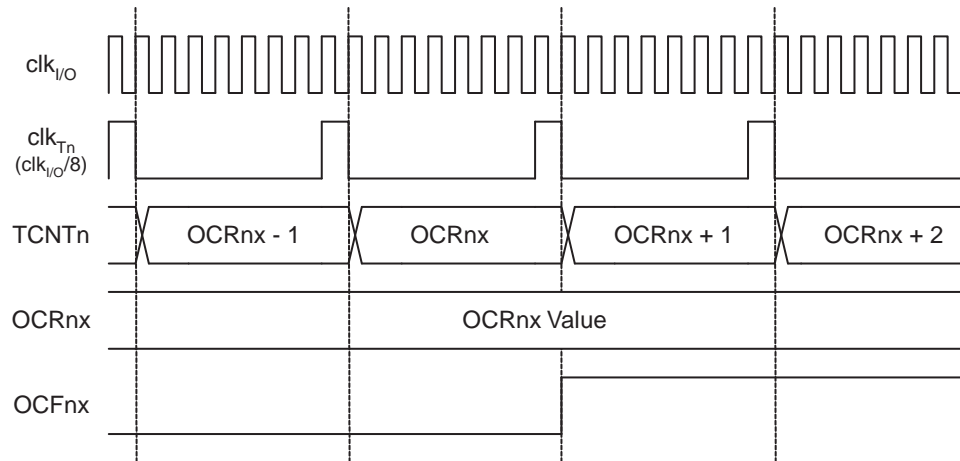 clkI/O
clkTn
(clkI/O/8)
TCNTn
OCRnx - 1
OCRnx
OCRnx + 1
OCRnx + 2
OCRnx
OCRnx Value
OCFnx